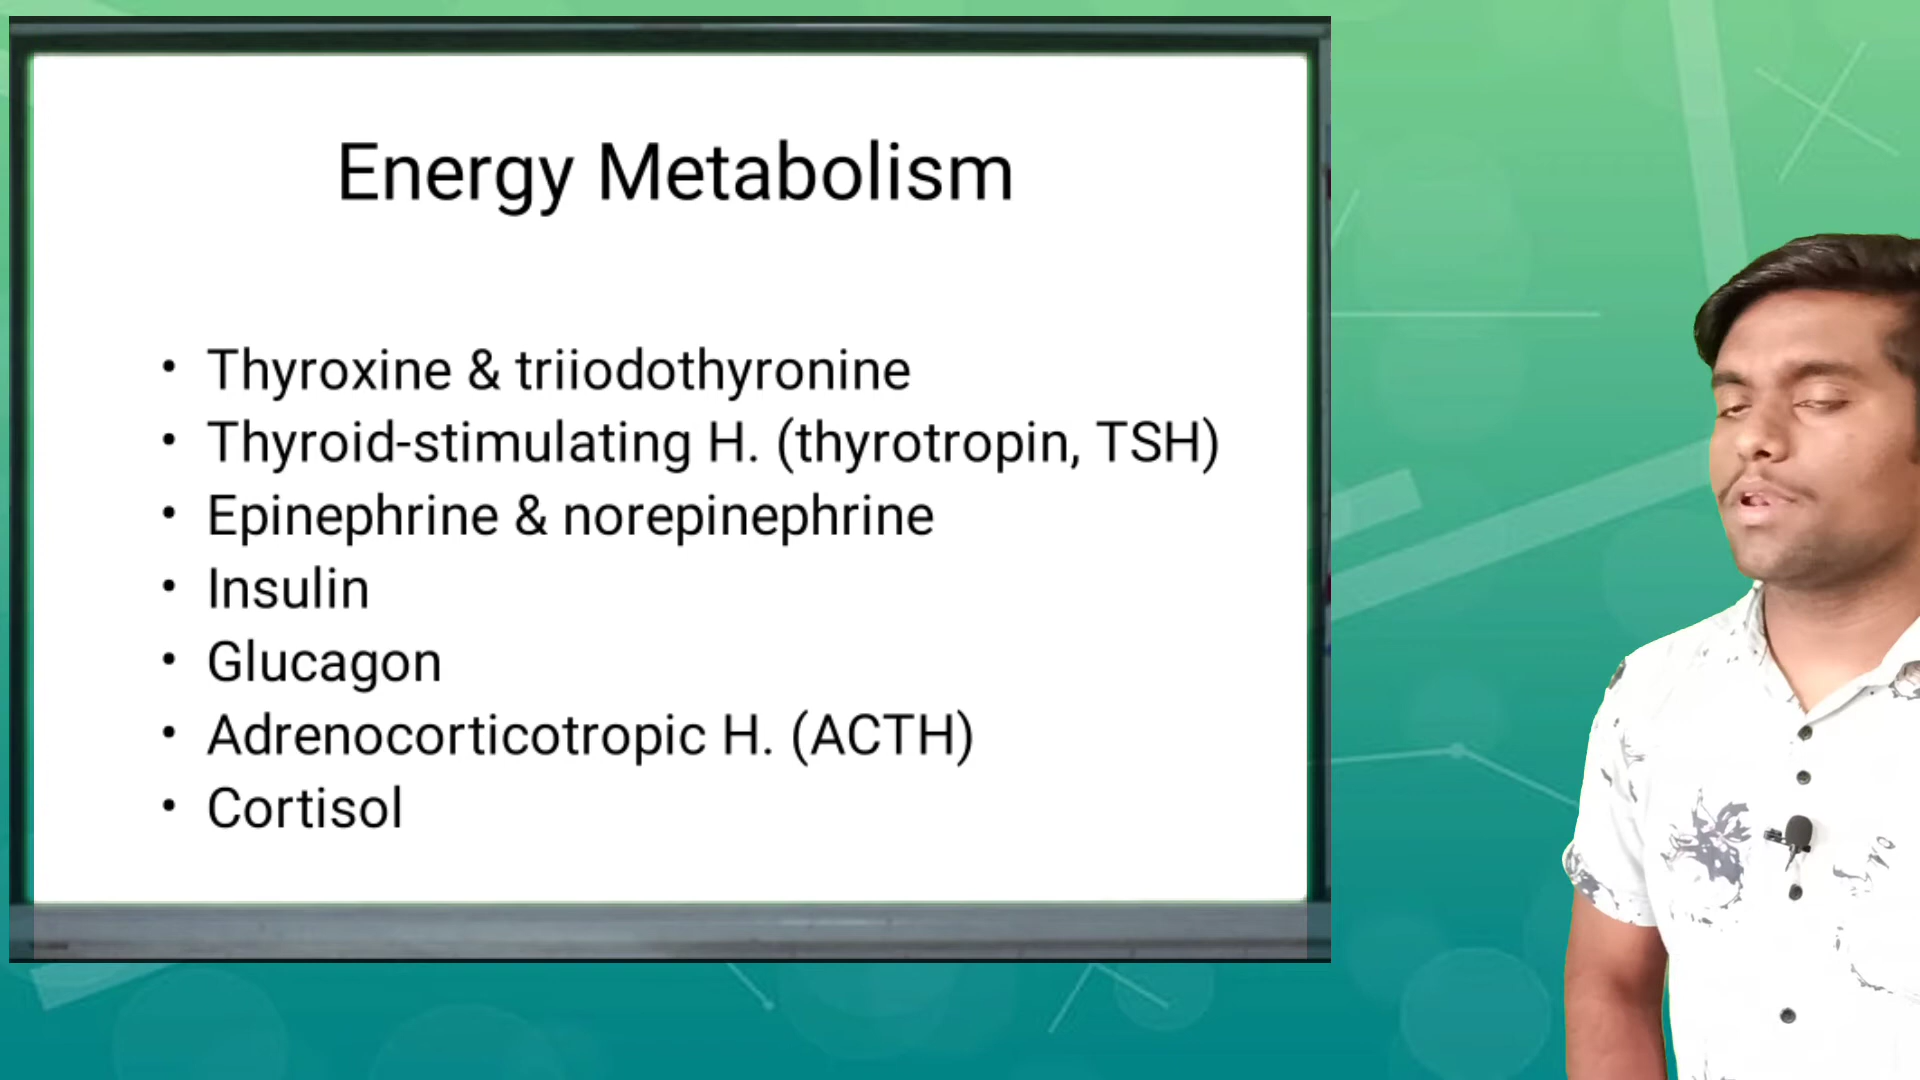 Energy Metabolism
• Thyroxine & triiodothyronine
• Thyroid-stimulating H. (thyrotropin, TSH)
• Epinephrine & norepinephrine
• Insulin
• Glucagon
• Adrenocorticotropic H. (ACTH)
• Cortisol